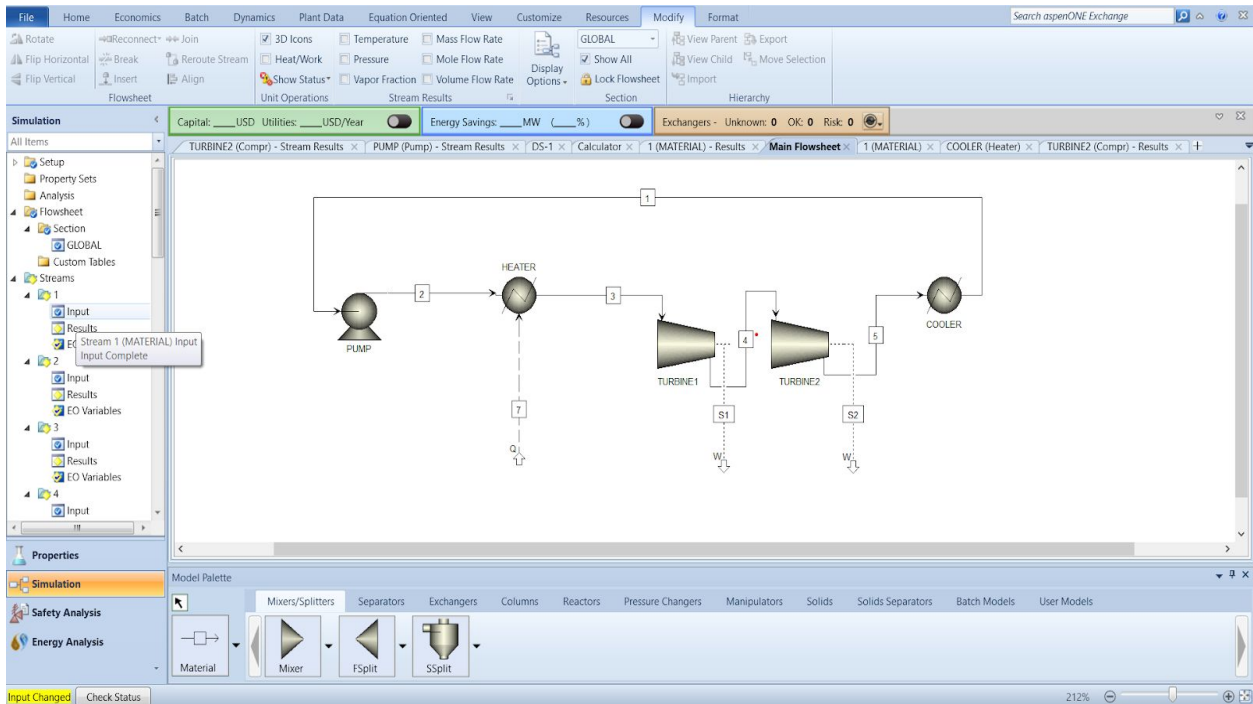 File Home Economics Batch Dynamics Plant Data Equation Oriented View Customize Resources Modify Format Search aspenONE Exchange
Rotate Reconnect Join 3D Icons Temperature Mass Flow Rate GLOBAL View Parent Export
Flip Horizontal Break Reroute Stream Heat/Work Pressure Mole Flow Rate Display Options Show All View Child Move Selection
Flip Vertical Insert Align Show Status Vapor Fraction Volume Flow Rate Lock Flowsheet Import
Flowsheet Unit Operations Stream Results Section Hierarchy
Simulation
Capital: ____USD Utilities: ____USD/Year Energy Savings: ____MW (____%) Exchangers - Unknown: 0 OK: 0 Risk: 0
All Items
TURBINE2 (Compr) - Stream Results PUMP (Pump) - Stream Results DS-1 Calculator 1 (MATERIAL) - Results Main Flowsheet 1 (MATERIAL) COOLER (Heater) TURBINE2 (Compr) - Results +
Setup
Property Sets
Analysis
Flowsheet
Section
GLOBAL
Custom Tables
Streams
1
Input
Results
EO
Stream 1 (MATERIAL) Input
Input Complete
2
Input
Results
EO Variables
3
Input
Results
EO Variables
4
Input
Properties
Simulation
Safety Analysis
Energy Analysis
1
HEATER
2
3
PUMP
COOLER
4
5
TURBINE1
TURBINE2
7
S1
S2
Q
W
W
Model Palette
Mixers/Splitters Separators Exchangers Columns Reactors Pressure Changers Manipulators Solids Solids Separators Batch Models User Models
Material Mixer FSplit SSplit
Input Changed Check Status 212%